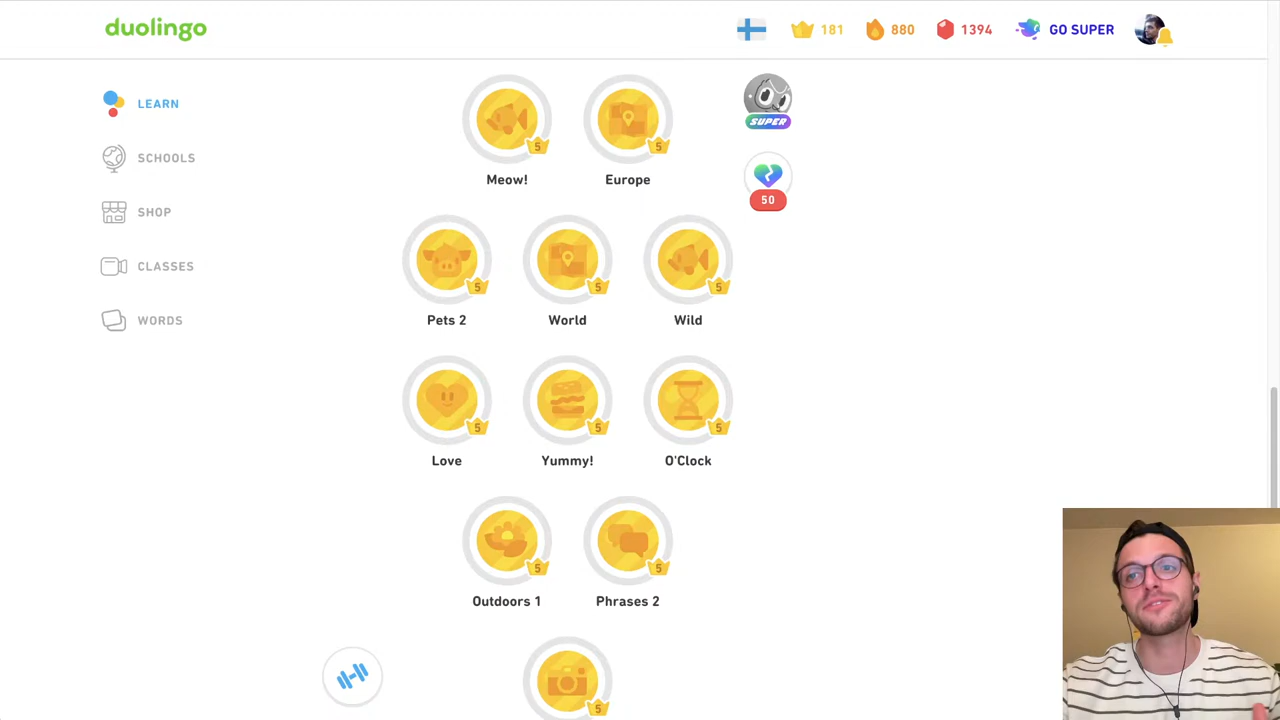 duolingo
181
880
1394
GO SUPER
LEARN
SCHOOLS
SHOP
CLASSES
WORDS
5
5
Meow!
Europe
SUPER
50
5
5
5
Pets 2
World
Wild
5
5
5
Love
Yummy!
O'Clock
5
5
Outdoors 1
Phrases 2
5